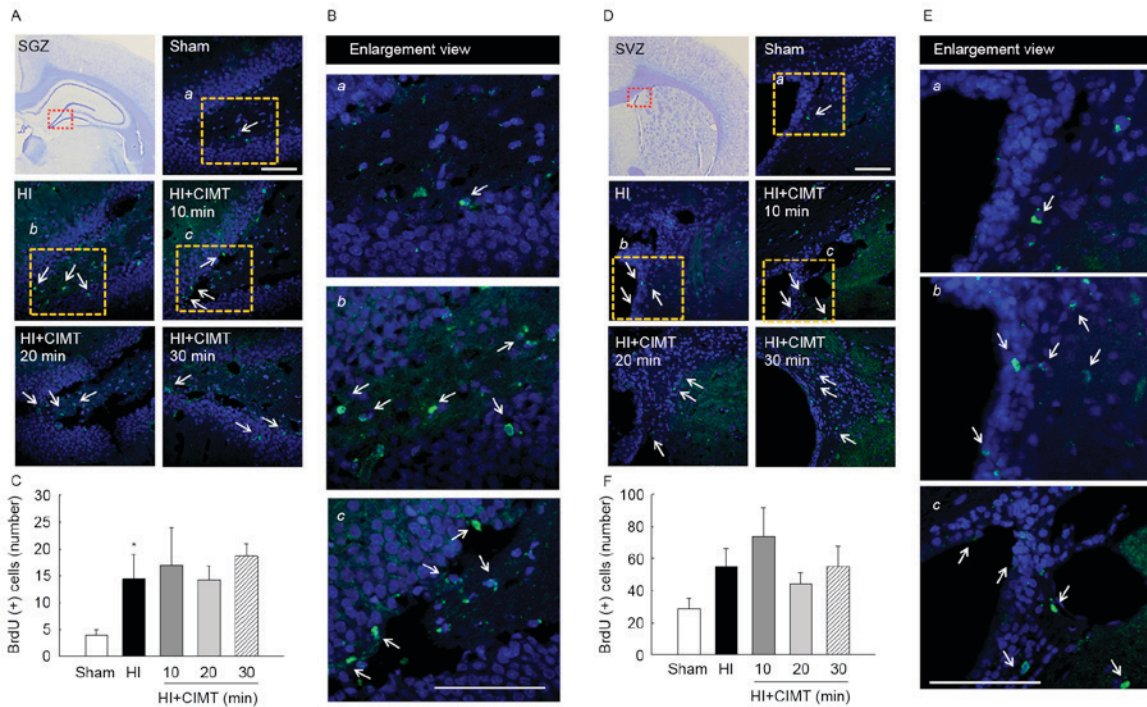 A
SGZ
Sham
a
HI
b
HI+CIMT
10 min
c
HI+CIMT
20 min
HI+CIMT
30 min
B
Enlargement view
a
b
c
C
BrdU (+) cells (number)
30
25
20
15
10
5
0
*
Sham
HI
10
20
30
HI+CIMT (min)
D
SVZ
Sham
a
HI
b
HI+CIMT
10 min
c
HI+CIMT
20 min
HI+CIMT
30 min
E
Enlargement view
a
b
c
F
BrdU (+) cells (number)
100
80
60
40
20
0
Sham
HI
10
20
30
HI+CIMT (min)